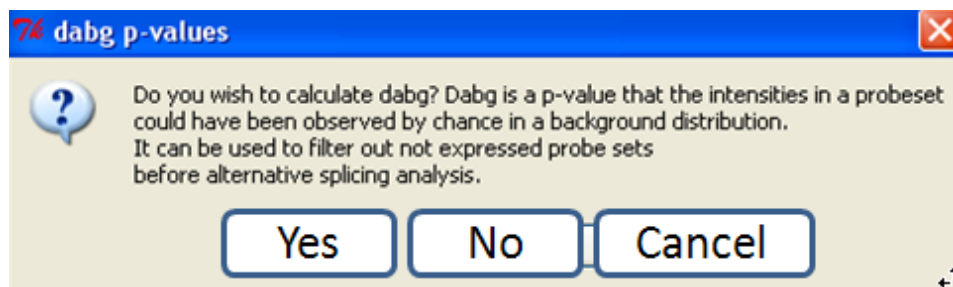 dabg p-values
Do you wish to calculate dabg? Dabg is a p-value that the intensities in a probeset
could have been observed by chance in a background distribution.
It can be used to filter out not expressed probe sets
before alternative splicing analysis.
Yes No Cancel